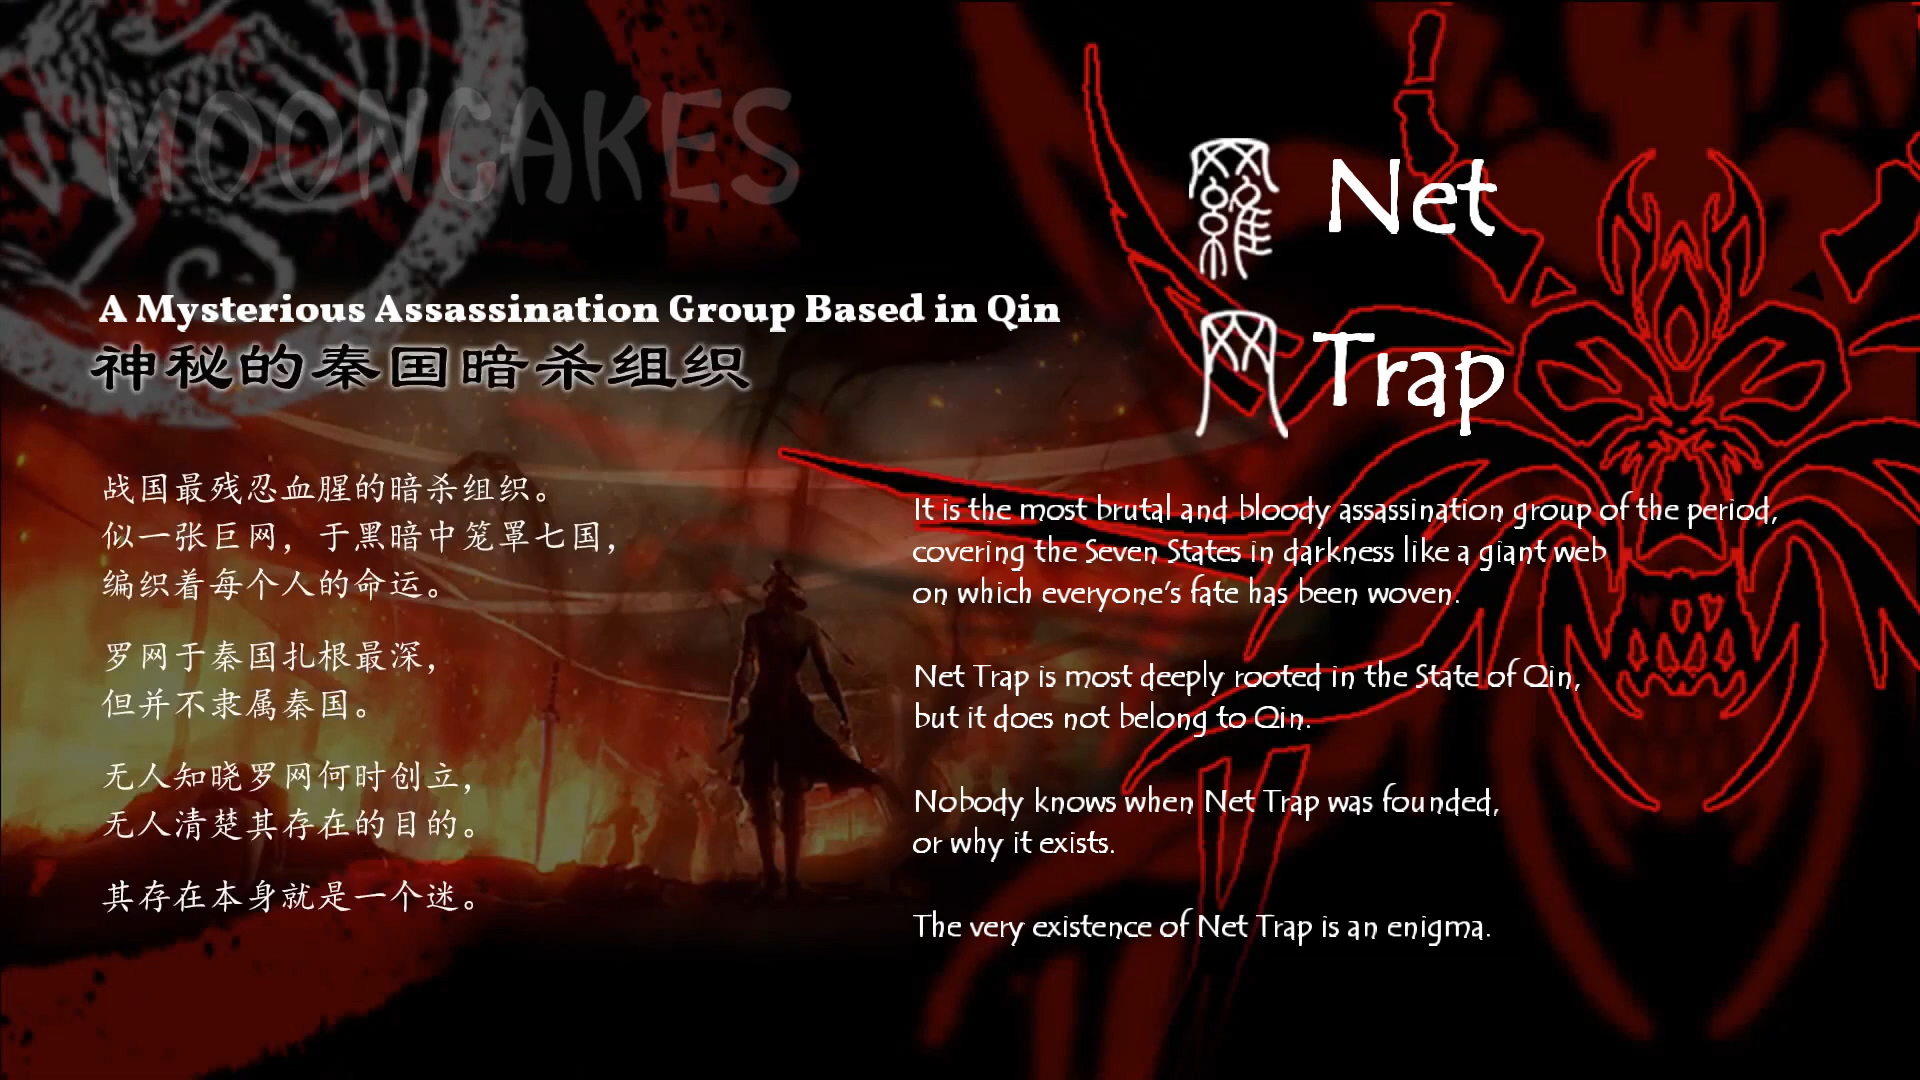 MOONCAKES
A Mysterious Assassination Group Based in Qin
神秘的秦国暗杀组织
战国最残忍血腥的暗杀组织。
似一张巨网，于黑暗中笼罩七国，
编织着每个人的命运。
罗网于秦国扎根最深，
但并不隶属秦国。
无人知晓罗网何时创立，
无人清楚其存在的目的。
其存在本身就是一个迷。
羅 Net
网 Trap
It is the most brutal and bloody assassination group of the period,
covering the Seven States in darkness like a giant web
on which everyone's fate has been woven.
Net Trap is most deeply rooted in the State of Qin,
but it does not belong to Qin.
Nobody knows when Net Trap was founded,
or why it exists.
The very existence of Net Trap is an enigma.